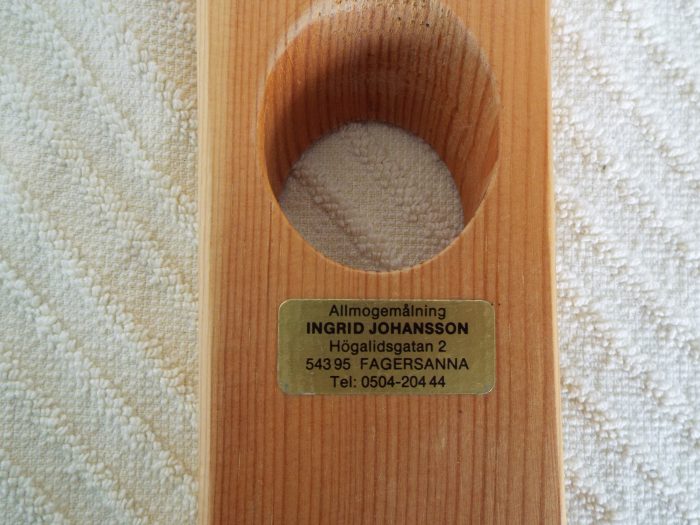 Allmogemålning
INGRID JOHANSSON
Högalidsgatan 2
543 95 FAGERSANNA
Tel: 0504-204 44